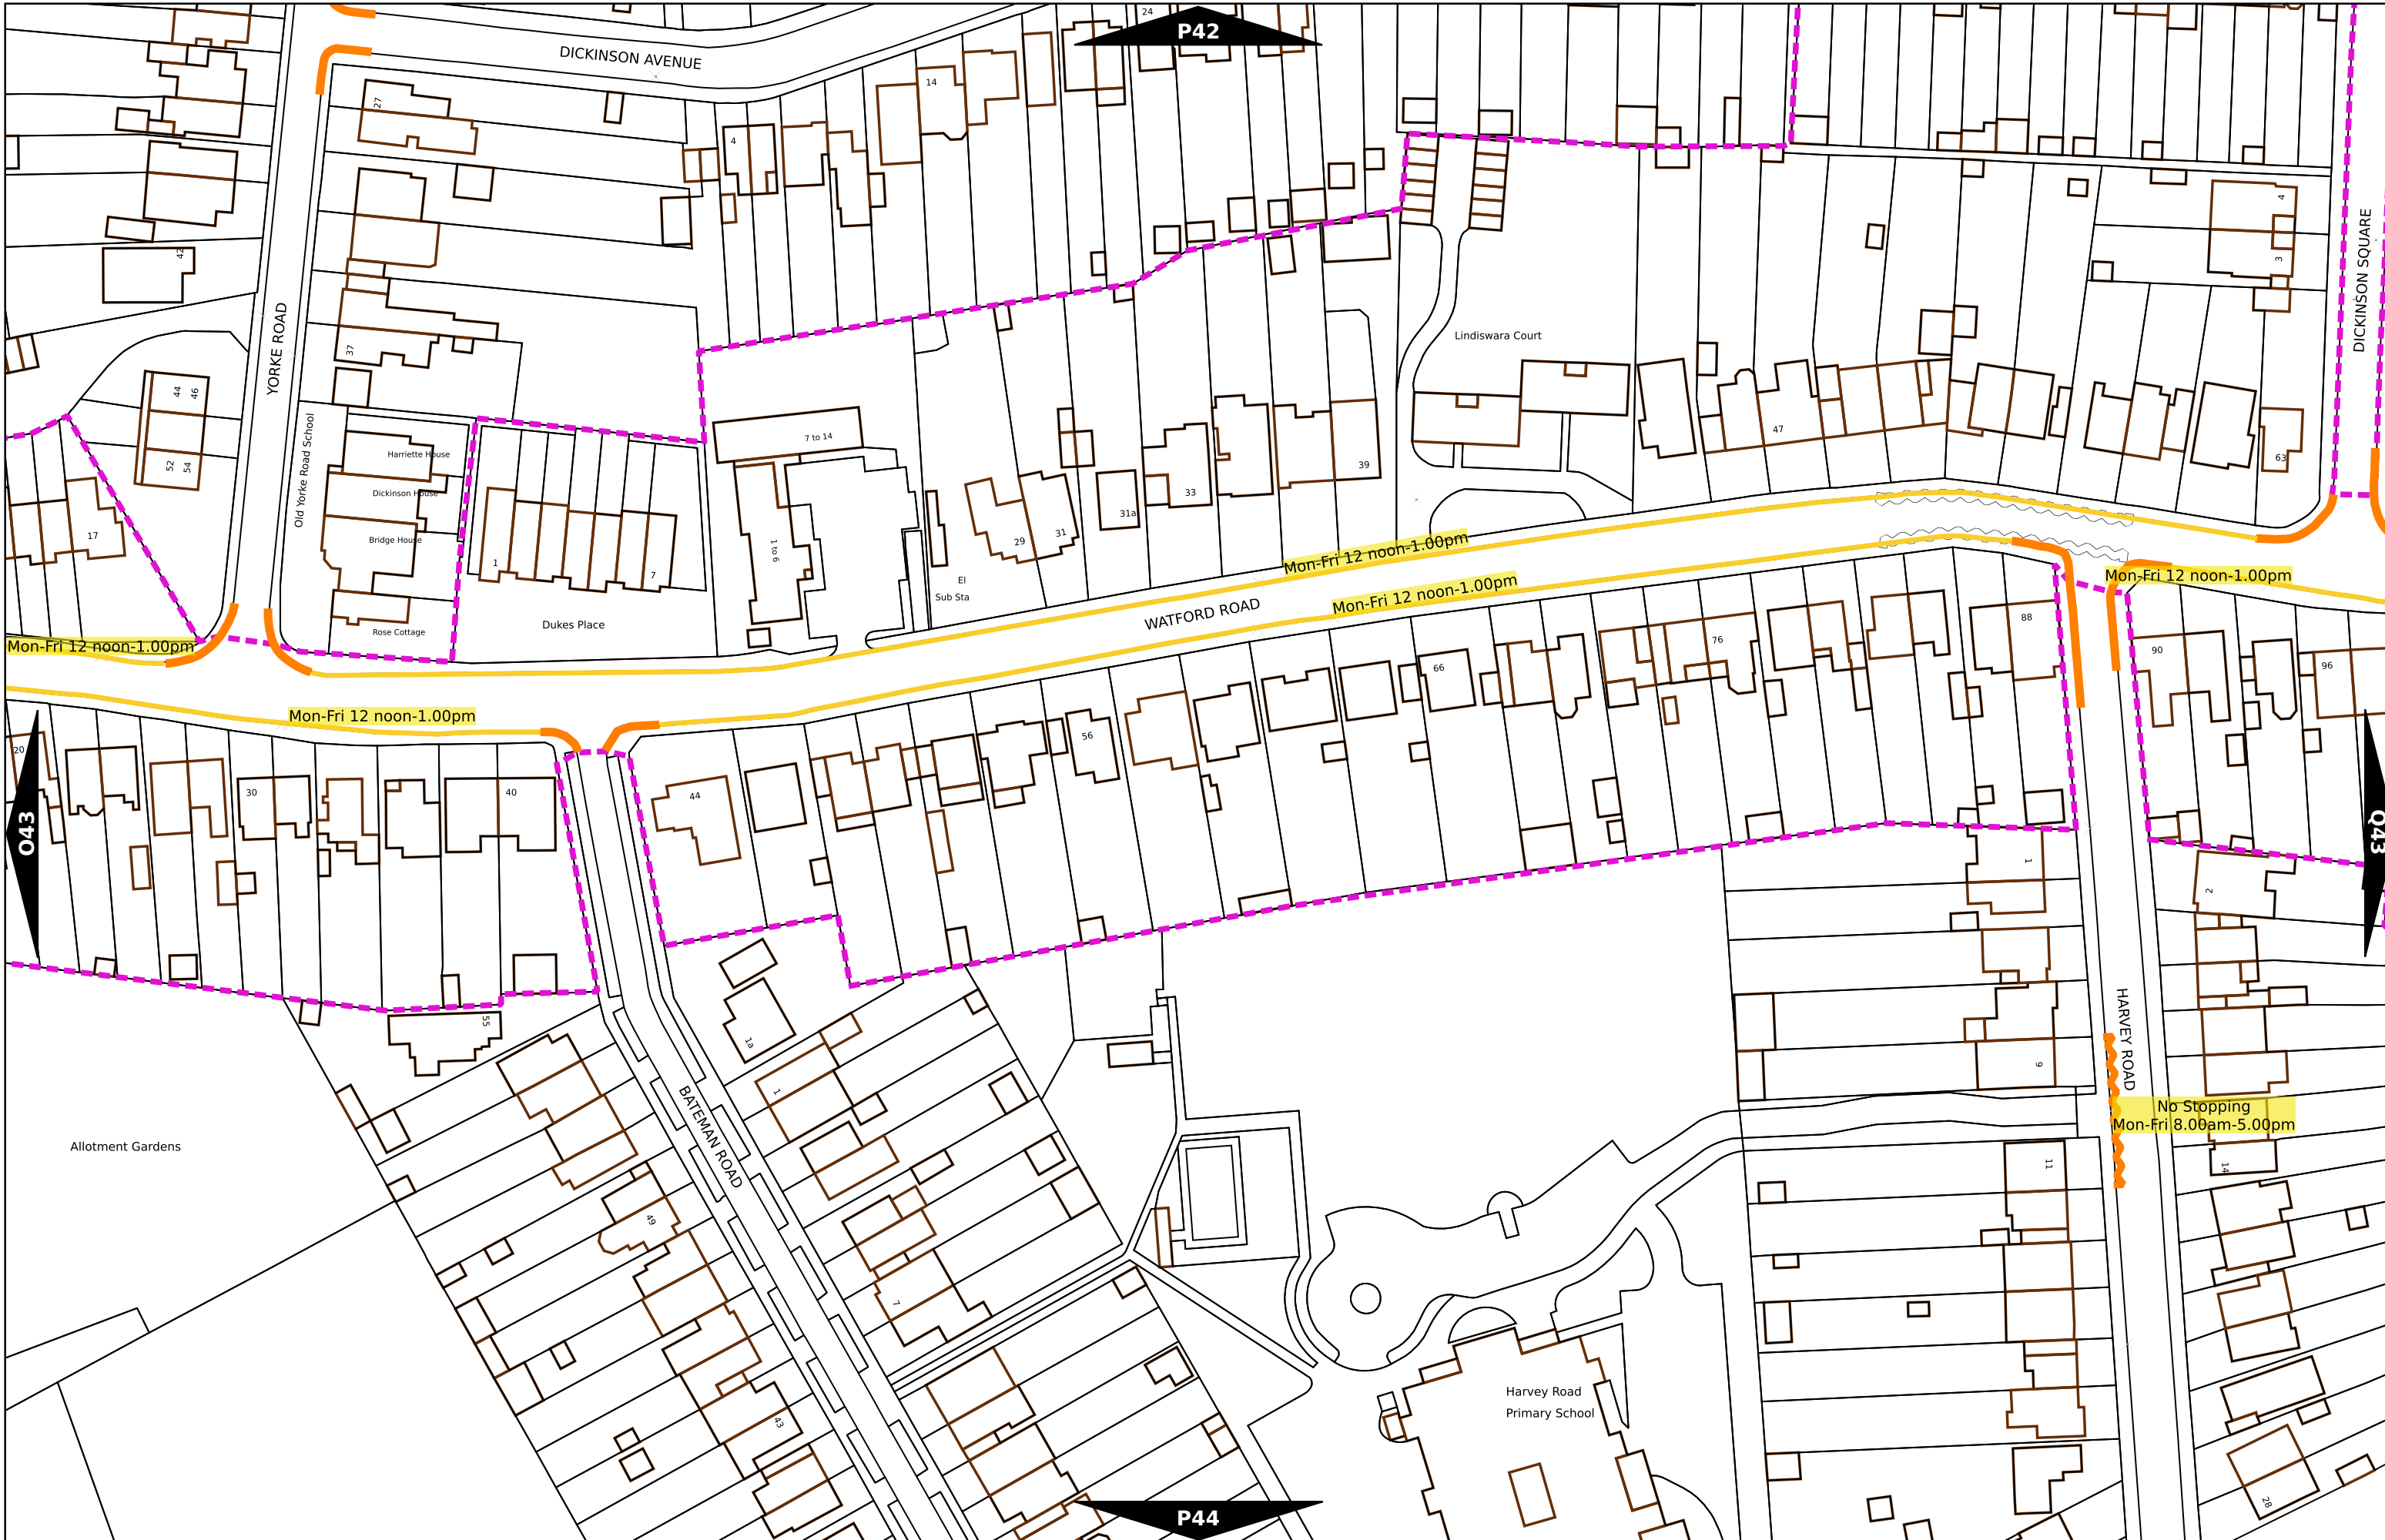 24
P42
DICKINSON AVENUE
14
27
4
42
4
3
DICKINSON SQUARE
YORKE ROAD
37
Lindiswara Court
44
46
52
54
Old Yorke Road School
Harriette House
Dickinson House
Bridge House
Rose Cottage
17
1
7
Dukes Place
7 to 14
1 to 6
El
Sub Sta
29
31
31a
33
39
47
63
Mon-Fri 12 noon-1.00pm
Mon-Fri 12 noon-1.00pm
WATFORD ROAD
Mon-Fri 12 noon-1.00pm
Mon-Fri 12 noon-1.00pm
Mon-Fri 12 noon-1.00pm
20
30
40
44
56
66
76
88
90
96
O43
Q43
55
1a
1
1
2
9
BATEMAN ROAD
HARVEY ROAD
Allotment Gardens
No Stopping
Mon-Fri 8.00am-5.00pm
49
7
11
14
43
Harvey Road
Primary School
28
P44